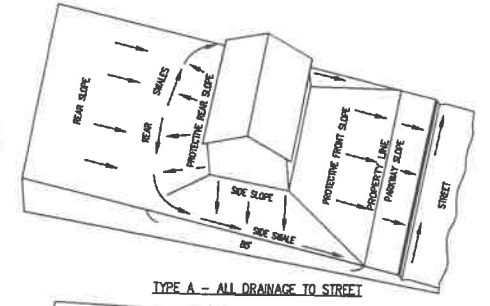 REAR SLOPE
SWALES
REAR
PROTECTIVE REAR SLOPE
SIDE SLOPE
SIDE SWALE
PROTECTIVE FRONT SLOPE
PROPERTY LINE
PARKWAY SLOPE
STREET
TYPE A - ALL DRAINAGE TO STREET